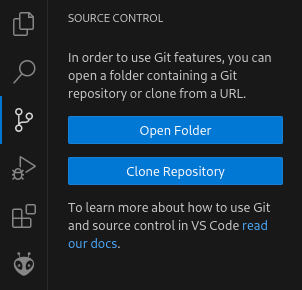 SOURCE CONTROL
In order to use Git features, you can
open a folder containing a Git
repository or clone from a URL.
Open Folder
Clone Repository
To learn more about how to use Git
and source control in VS Code read
our docs.